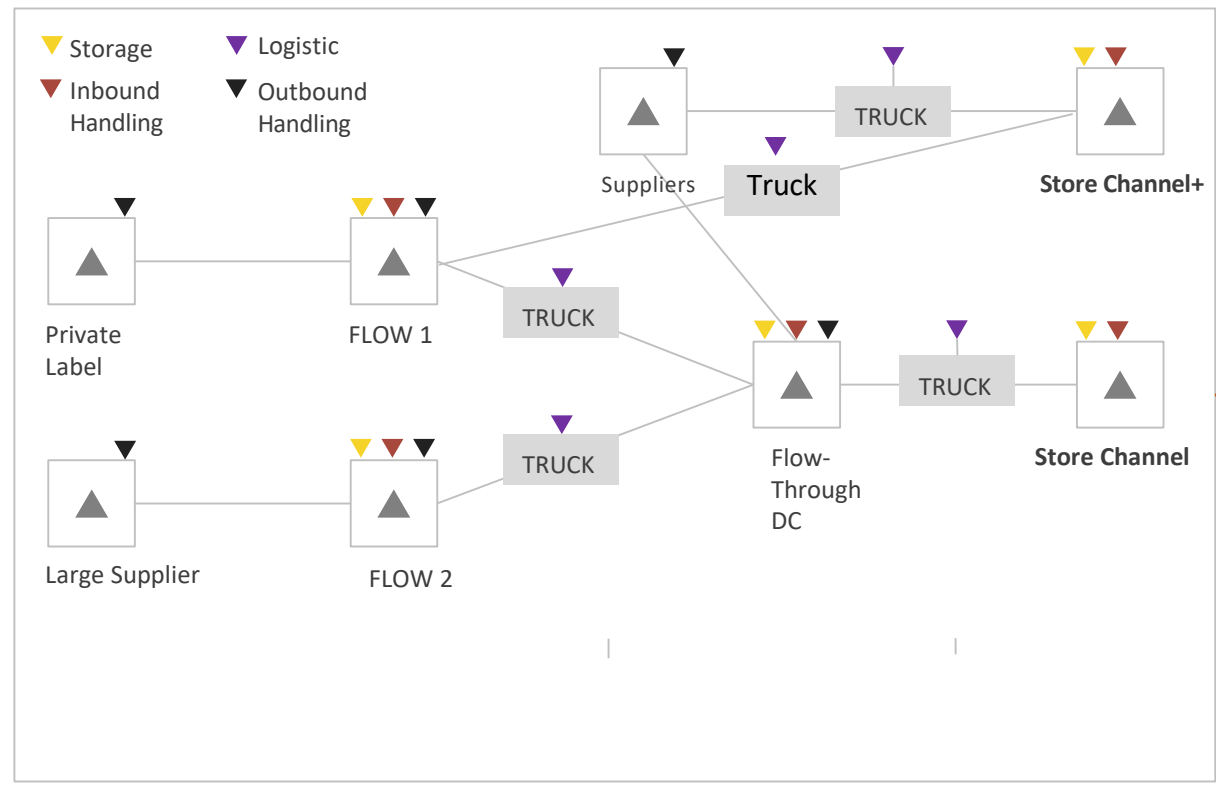 Storage
Logistic
Inbound
Handling
Outbound
Handling
TRUCK
Suppliers
Truck
Store Channel+
Private
Label
FLOW 1
TRUCK
TRUCK
Flow-
Through
DC
TRUCK
Store Channel
Large Supplier
FLOW 2